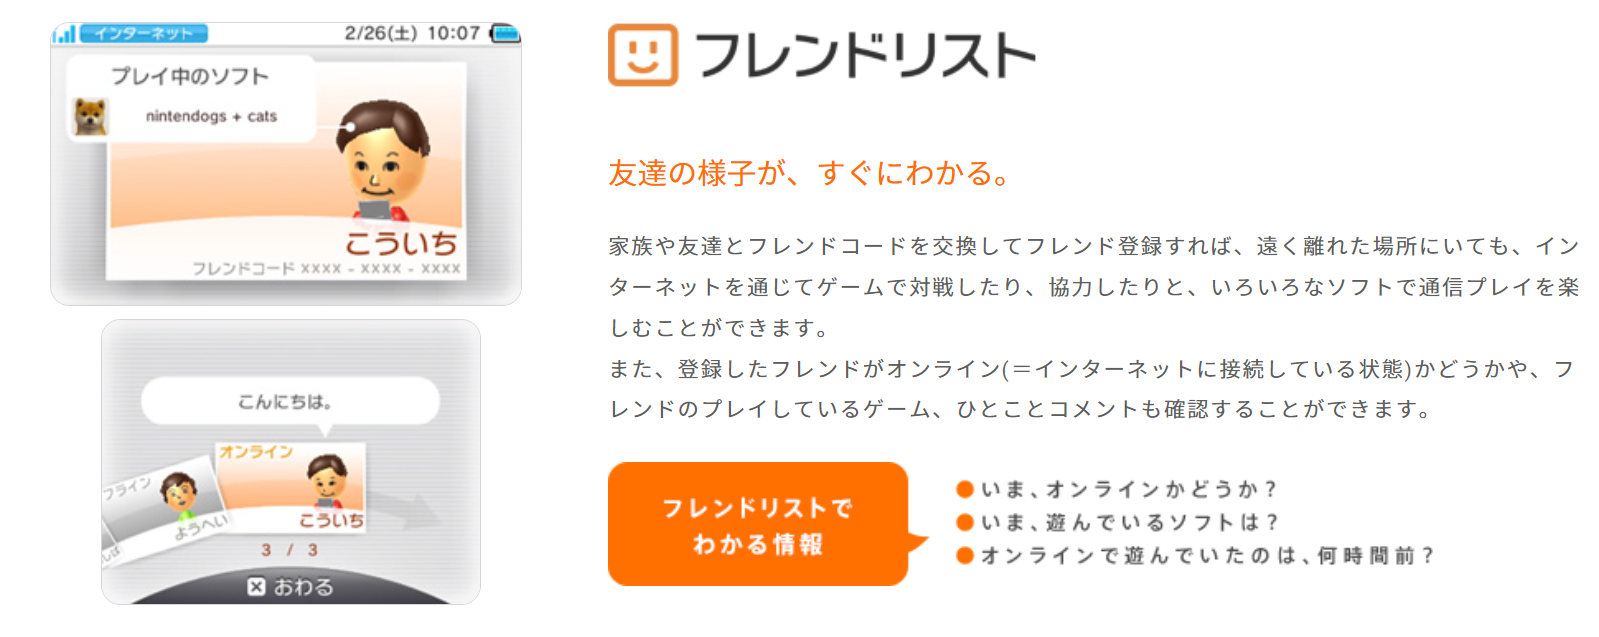 インターネット
2/26(土) 10:07
プレイ中のソフト
nintendogs + cats
こういち
フレンドコード xxxx - xxxx - xxxx
こんにちは。
オンライン
フライン
こういち
ようへい
3 / 3
おわる
フレンドリスト
友達の様子が、すぐにわかる。
家族や友達とフレンドコードを交換してフレンド登録すれば、遠く離れた場所にいても、イン
ターネットを通じてゲームで対戦したり、協力したりと、いろいろなソフトで通信プレイを楽
しむことができます。
また、登録したフレンドがオンライン(＝インターネットに接続している状態)かどうかや、フ
レンドのプレイしているゲーム、ひとことコメントも確認することができます。
フレンドリストで
わかる情報
●いま、オンラインかどうか？
●いま、遊んでいるソフトは？
●オンラインで遊んでいたのは、何時間前？